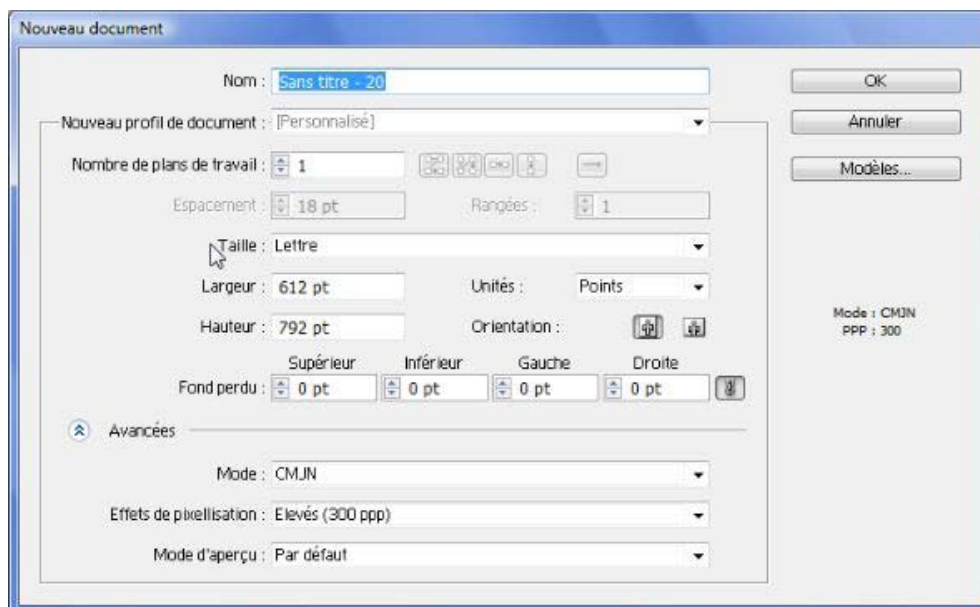 Nouveau document
Nom : Sans titre - 20
OK
Nouveau profil de document : [Personnalisé]
Annuler
Nombre de plans de travail : 1
Modèles...
Espacement : 18 pt Rangées : 1
Taille : Lettre
Largeur : 612 pt Unités : Points
Hauteur : 792 pt Orientation :
Mode : CMJN
PPP : 300
Supérieur Inférieur Gauche Droite
Fond perdu : 0 pt 0 pt 0 pt 0 pt
Avancées
Mode : CMJN
Effets de pixellisation : Elevés (300 ppp)
Mode d'aperçu : Par défaut